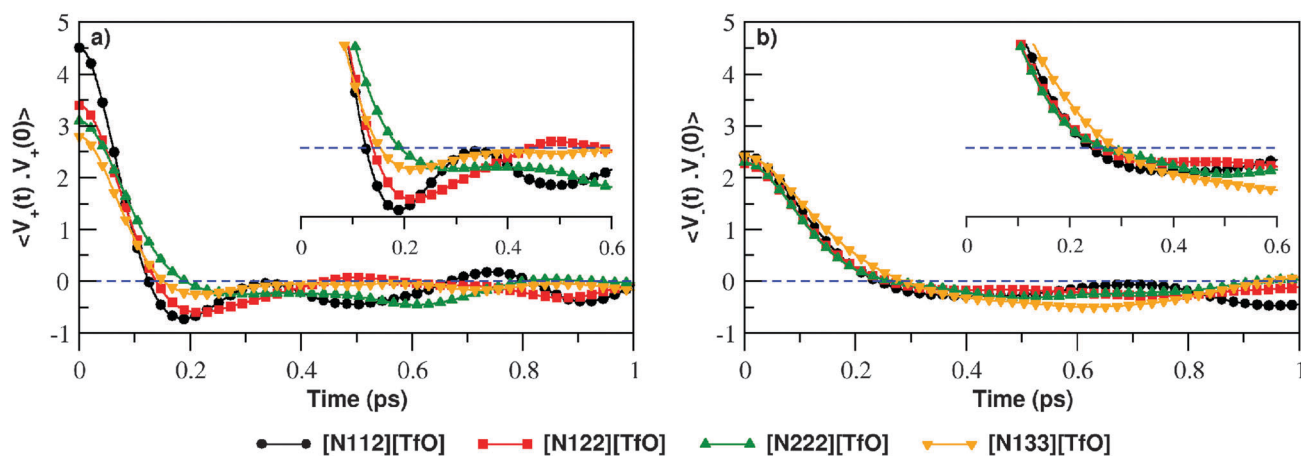 a)
5
4
3
2
1
0
-1
<V₊(t) . V₊(0)>
0 0.2 0.4 0.6
0 0.2 0.4 0.6 0.8 1
Time (ps)
b)
5
4
3
2
1
0
-1
<V₋(t) . V₋(0)>
0 0.2 0.4 0.6
0 0.2 0.4 0.6 0.8 1
Time (ps)
[N112][TfO] [N122][TfO] [N222][TfO] [N133][TfO]